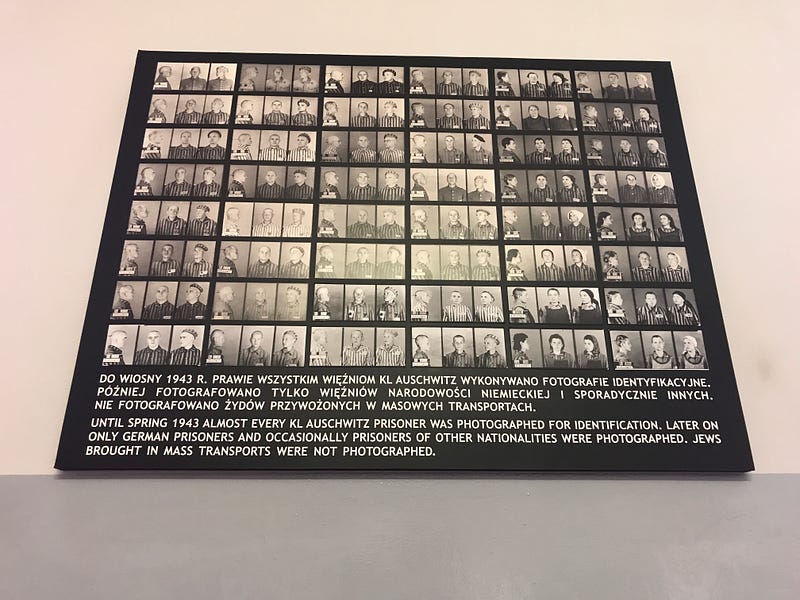 DO WIOSNY 1943 R. PRAWIE WSZYSTKIM WIĘŹNIOM KL AUSCHWITZ WYKONYWANO FOTOGRAFIE IDENTYFIKACYJNE.
PÓŹNIEJ FOTOGRAFOWANO TYLKO WIĘŹNIÓW NARODOWOŚCI NIEMIECKIEJ I SPORADYCZNIE INNYCH.
NIE FOTOGRAFOWANO ŻYDÓW PRZYWOŻONYCH W MASOWYCH TRANSPORTACH.
UNTIL SPRING 1943 ALMOST EVERY KL AUSCHWITZ PRISONER WAS PHOTOGRAPHED FOR IDENTIFICATION. LATER ON
ONLY GERMAN PRISONERS AND OCCASIONALLY PRISONERS OF OTHER NATIONALITIES WERE PHOTOGRAPHED. JEWS
BROUGHT IN MASS TRANSPORTS WERE NOT PHOTOGRAPHED.